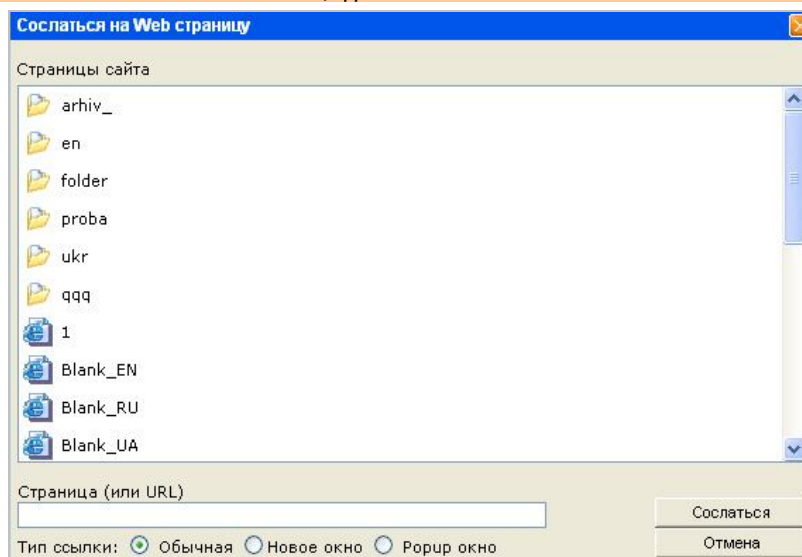 Сослаться на Web страницу
Страницы сайта
arhiv_
en
folder
proba
ukr
qqq
1
Blank_EN
Blank_RU
Blank_UA
Страница (или URL)
Сослаться
Тип ссылки: Обычная Новое окно Popup окно
Отмена